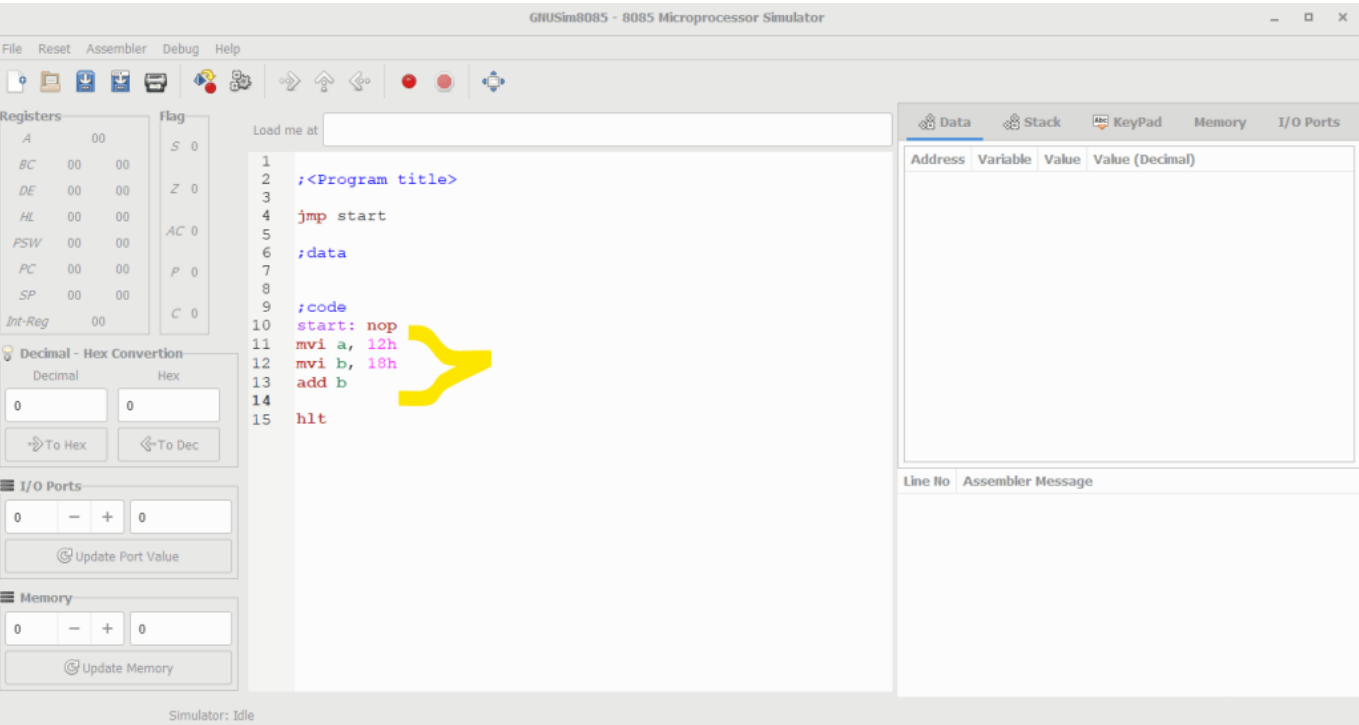 GNUSim8085 - 8085 Microprocessor Simulator
File Reset Assembler Debug Help
Registers
A 00
BC 00 00
DE 00 00
HL 00 00
PSW 00 00
PC 00 00
SP 00 00
Int-Reg 00
Flag
S 0
Z 0
AC 0
P 0
C 0
Decimal - Hex Convertion
Decimal Hex
0 0
To Hex To Dec
I/O Ports
0 − + 0
Update Port Value
Memory
0 − + 0
Update Memory
Load me at
1
2 ;<Program title>
3
4 jmp start
5
6 ;data
7
8
9 ;code
10 start: nop
11 mvi a, 12h
12 mvi b, 18h
13 add b
14
15 hlt
Data Stack Abc KeyPad Memory I/O Ports
Address Variable Value Value (Decimal)
Line No Assembler Message
Simulator: Idle